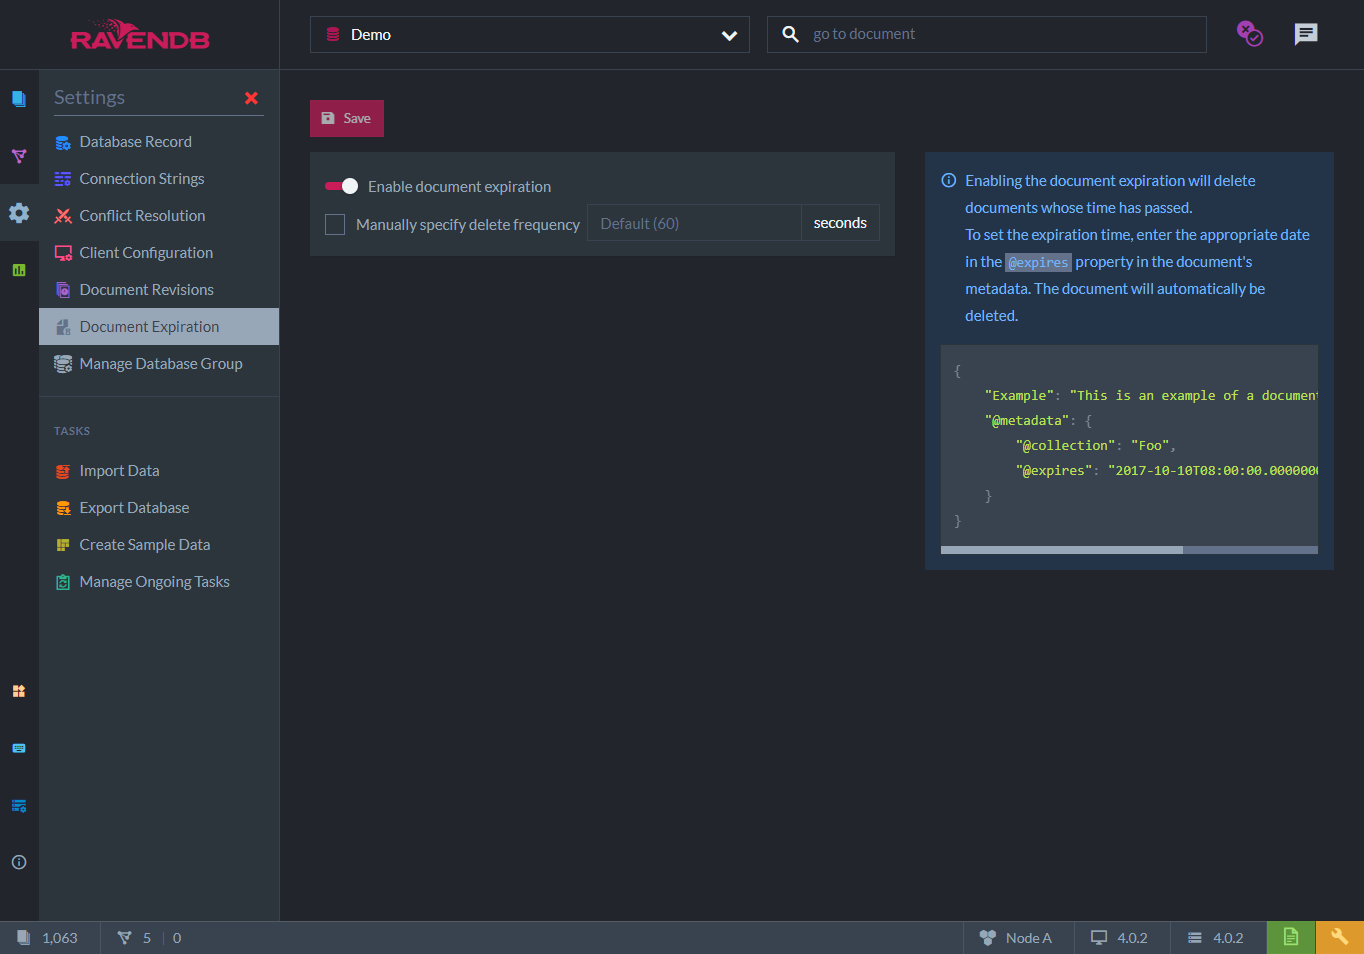 RAVENDB
Demo
go to document
Settings
Database Record
Connection Strings
Conflict Resolution
Client Configuration
Document Revisions
Document Expiration
Manage Database Group
TASKS
Import Data
Export Database
Create Sample Data
Manage Ongoing Tasks
Save
Enable document expiration
Manually specify delete frequency Default (60) seconds
Enabling the document expiration will delete
documents whose time has passed.
To set the expiration time, enter the appropriate date
in the @expires property in the document's
metadata. The document will automatically be
deleted.
{
"Example": "This is an example of a document
"@metadata": {
"@collection": "Foo",
"@expires": "2017-10-10T08:00:00.0000000
}
}
1,063 5 | 0 Node A 4.0.2 4.0.2